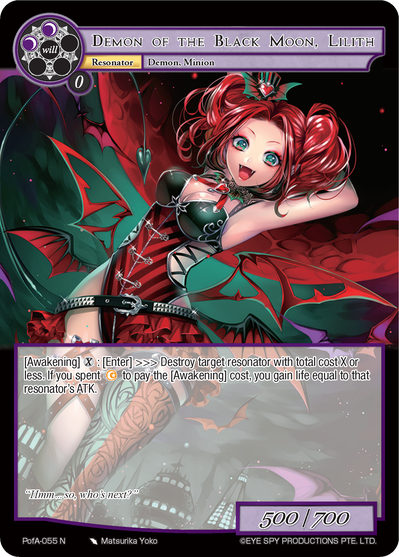 Demon of the Black Moon, Lilith
will
Resonator
Demon, Minion
0
[Awakening] X : [Enter] >>> Destroy target resonator with total cost X or
less. If you spent to pay the [Awakening] cost, you gain life equal to that
resonator's ATK.
"Hmm... so, who's next?"
500 / 700
PofA-055 N
Matsurika Yoko
©EYE SPY PRODUCTIONS PTE. LTD.